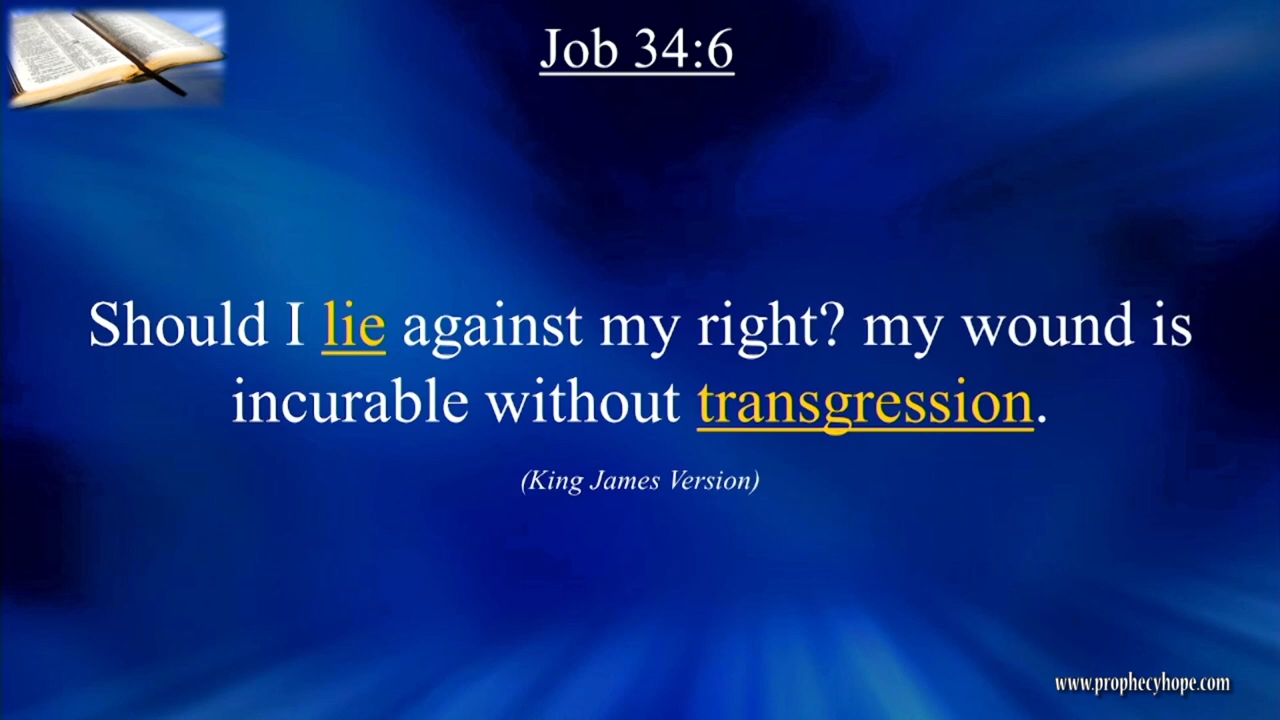 Job 34:6
Should I lie against my right? my wound is
incurable without transgression.
(King James Version)
www.prophecyhope.com